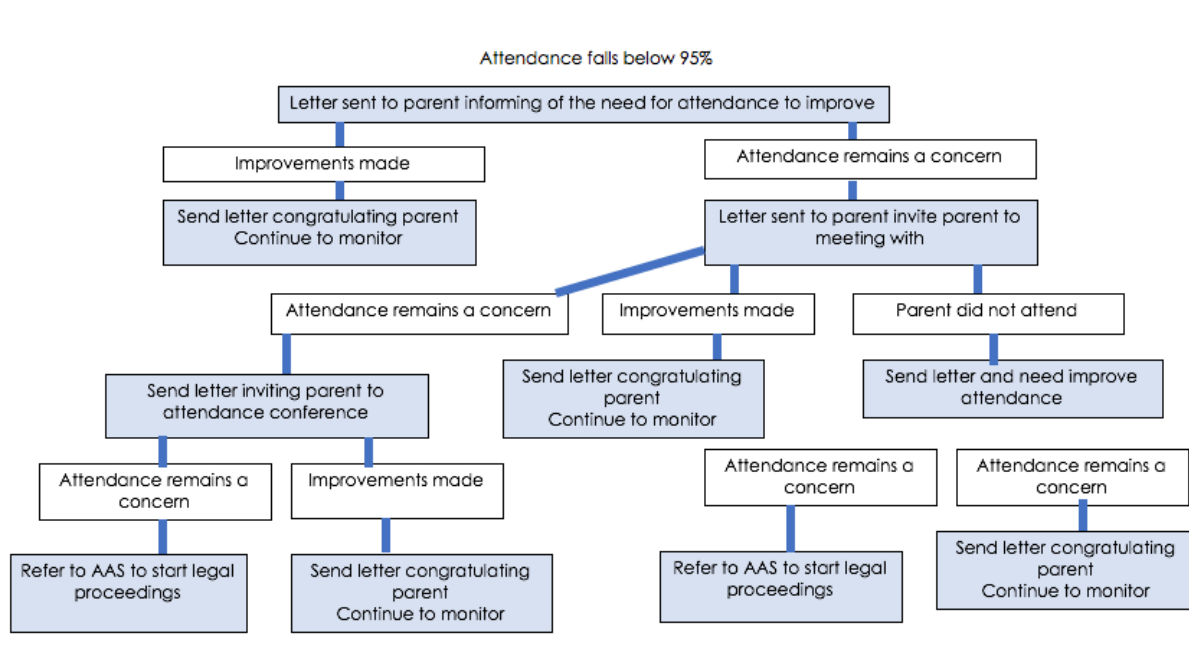 Attendance falls below 95%
Letter sent to parent informing of the need for attendance to improve
Improvements made
Attendance remains a concern
Send letter congratulating parent
Continue to monitor
Letter sent to parent invite parent to
meeting with
Attendance remains a concern
Improvements made
Parent did not attend
Send letter inviting parent to
attendance conference
Send letter congratulating
parent
Continue to monitor
Send letter and need improve
attendance
Attendance remains a
concern
Improvements made
Attendance remains a
concern
Attendance remains a
concern
Refer to AAS to start legal
proceedings
Send letter congratulating
parent
Continue to monitor
Refer to AAS to start legal
proceedings
Send letter congratulating
parent
Continue to monitor